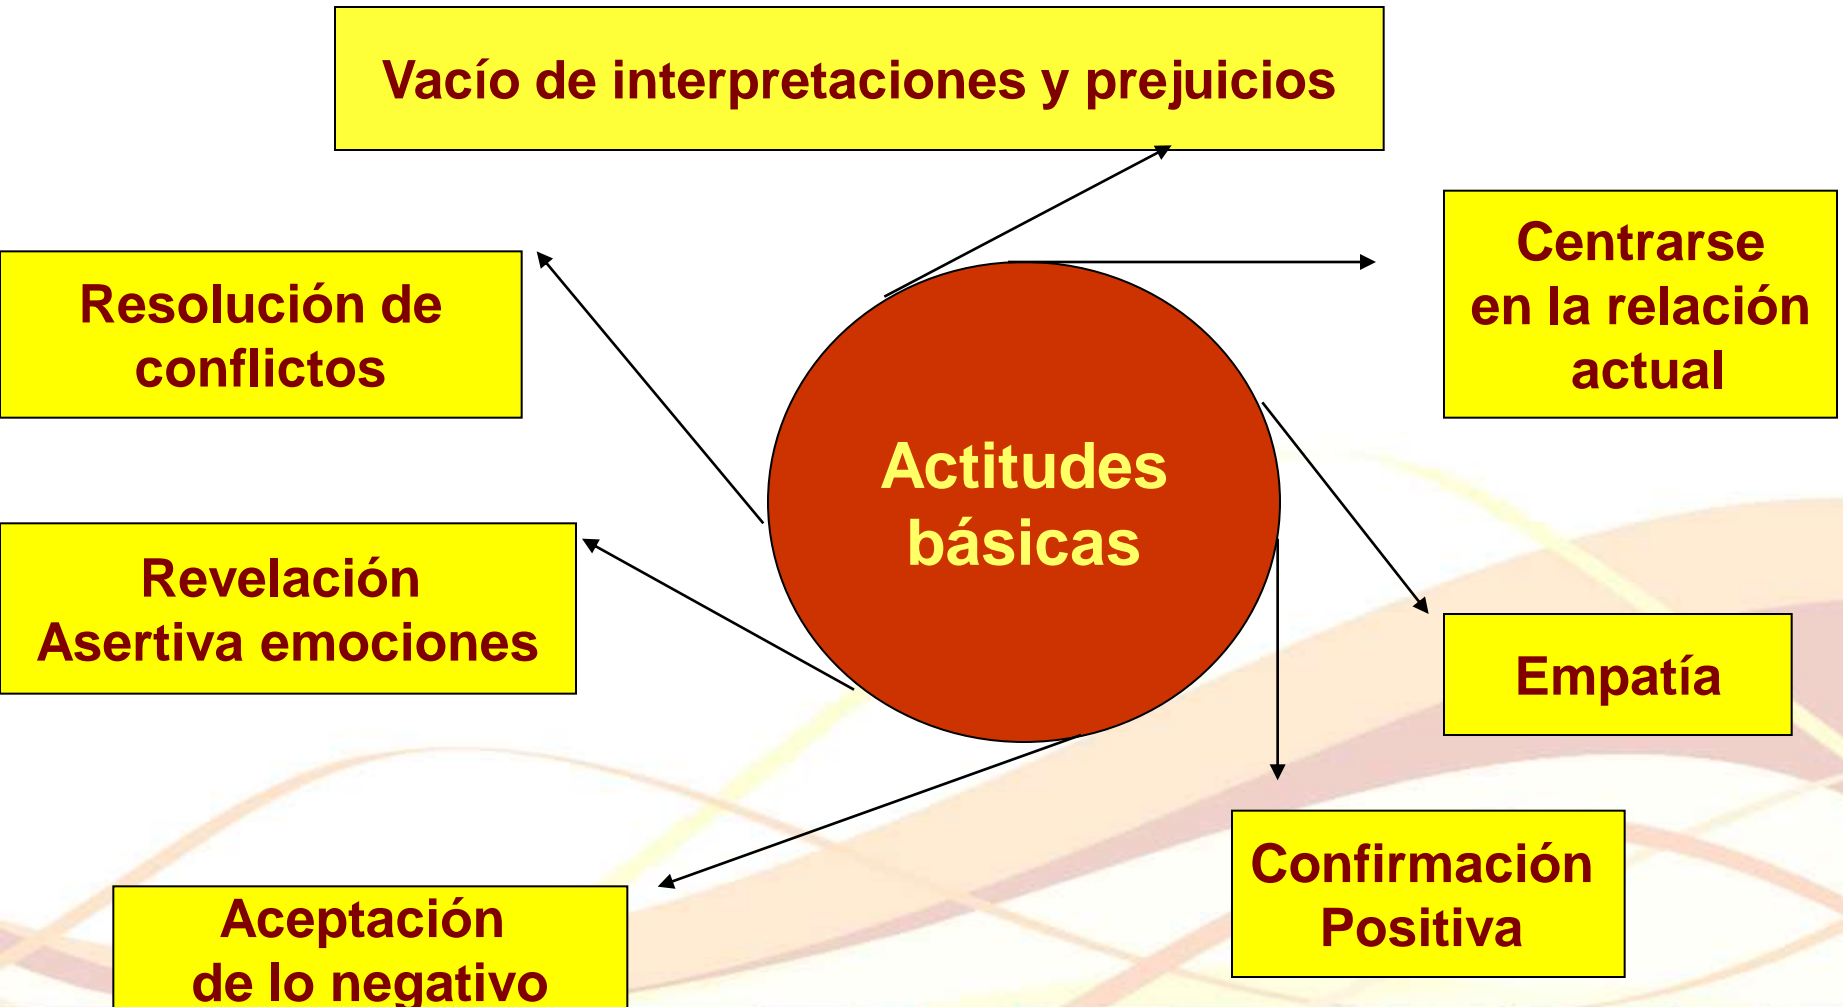 Vacío de interpretaciones y prejuicios
Centrarse
en la relación
actual
Resolución de
conflictos
Actitudes
básicas
Revelación
Asertiva emociones
Empatía
Confirmación
Positiva
Aceptación
de lo negativo